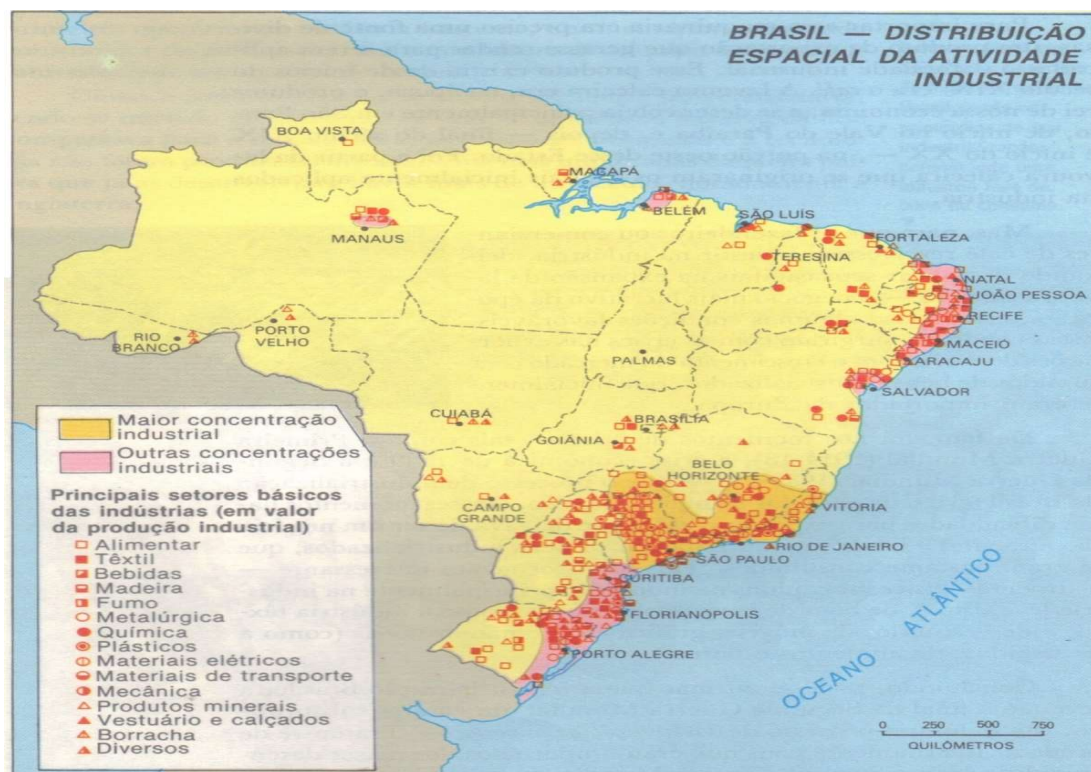 BRASIL — DISTRIBUIÇÃO
ESPACIAL DA ATIVIDADE
INDUSTRIAL
BOA VISTA
MACAPÁ
BELÉM
SÃO LUÍS
MANAUS
FORTALEZA
TERESINA
NATAL
JOÃO PESSOA
RECIFE
PORTO
VELHO
RIO
BRANCO
MACEIÓ
PALMAS
ARACAJU
SALVADOR
CUIABÁ
BRASÍLIA
GOIÂNIA
BELO
HORIZONTE
CAMPO
GRANDE
VITÓRIA
RIO DE JANEIRO
SÃO PAULO
CURITIBA
FLORIANÓPOLIS
PORTO ALEGRE
OCEANO ATLÂNTICO
Maior concentração
industrial
Outras concentrações
industriais
Principais setores básicos
das indústrias (em valor
da produção industrial)
Alimentar
Têxtil
Bebidas
Madeira
Fumo
Metalúrgica
Química
Plásticos
Materiais elétricos
Materiais de transporte
Mecânica
Produtos minerais
Vestuário e calçados
Borracha
Diversos
0 250 500 750
QUILÔMETROS